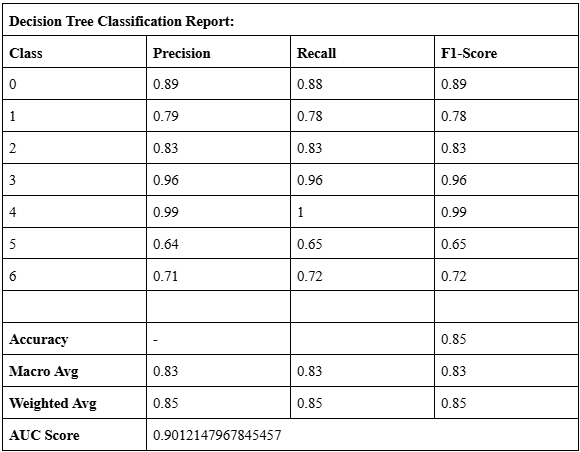 Decision Tree Classification Report:
Class Precision Recall F1-Score
0 0.89 0.88 0.89
1 0.79 0.78 0.78
2 0.83 0.83 0.83
3 0.96 0.96 0.96
4 0.99 1 0.99
5 0.64 0.65 0.65
6 0.71 0.72 0.72
Accuracy - 0.85
Macro Avg 0.83 0.83 0.83
Weighted Avg 0.85 0.85 0.85
AUC Score 0.9012147967845457